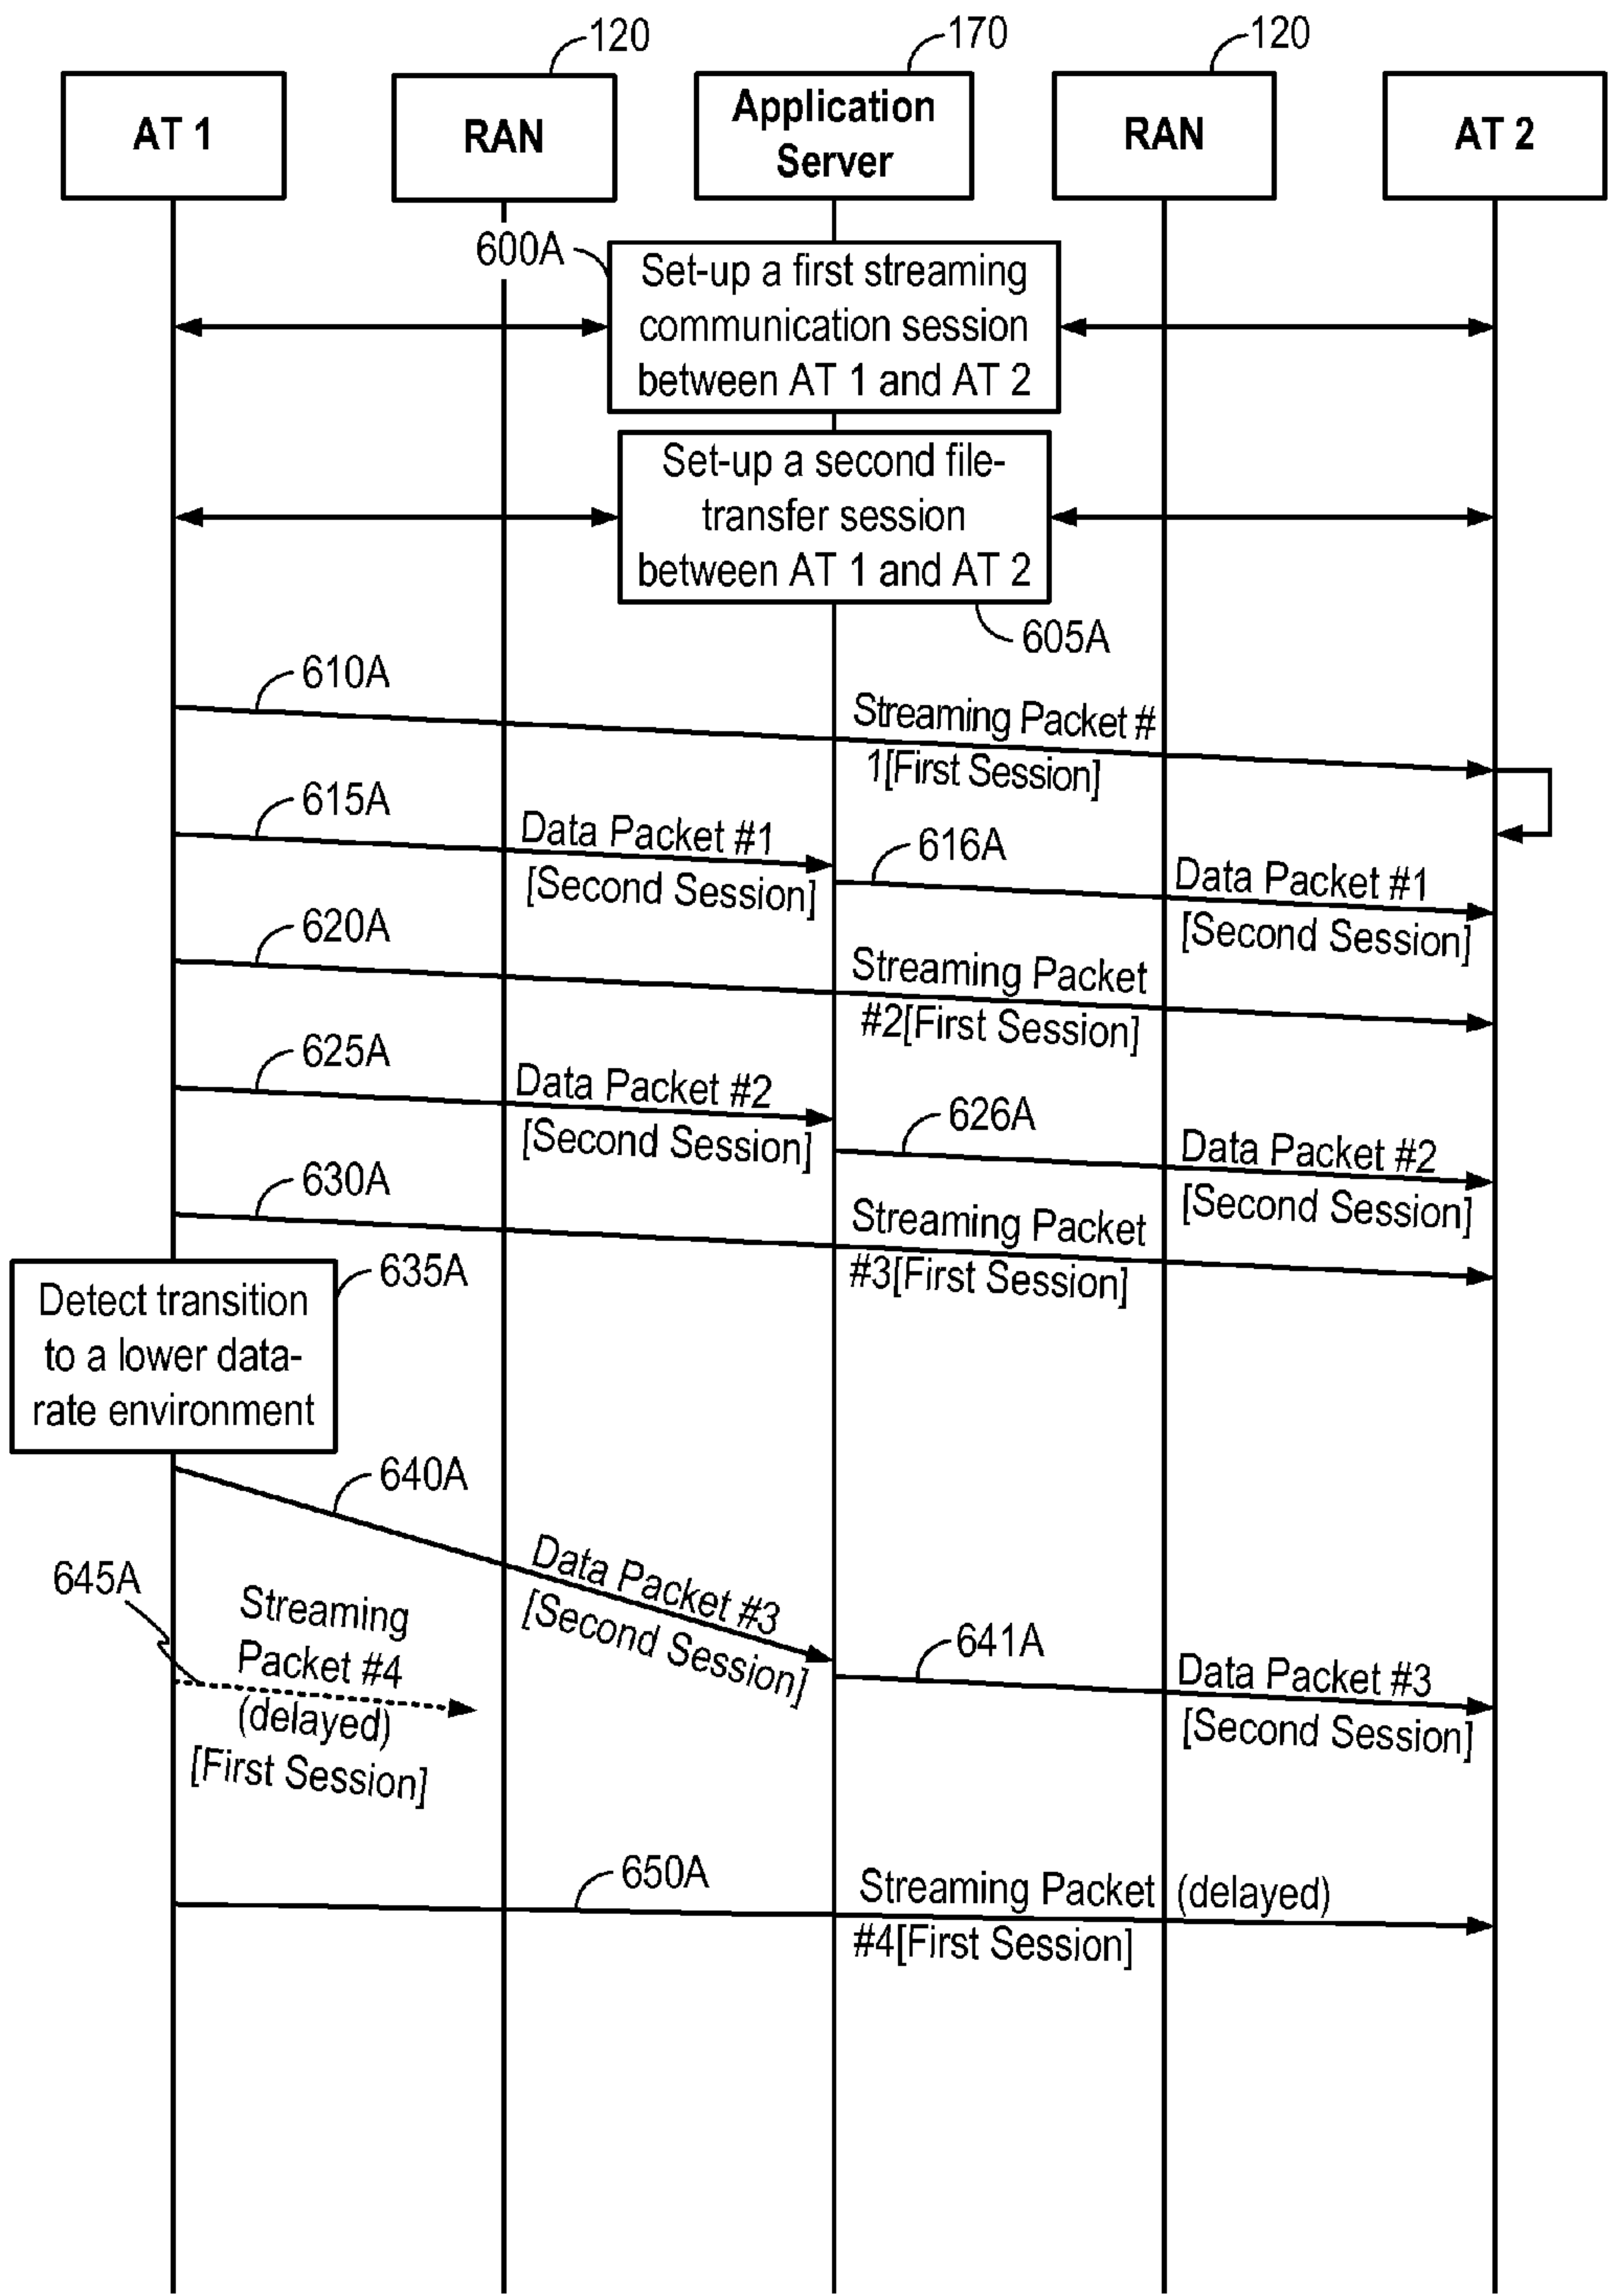 120
170
120
AT 1
RAN
Application
Server
RAN
AT 2
600A
Set-up a first streaming
communication session
between AT 1 and AT 2
Set-up a second file-
transfer session
between AT 1 and AT 2
605A
610A
Streaming Packet #
1[First Session]
615A
Data Packet #1
[Second Session]
616A
Data Packet #1
[Second Session]
620A
Streaming Packet
#2[First Session]
625A
Data Packet #2
[Second Session]
626A
Data Packet #2
[Second Session]
630A
Streaming Packet
#3[First Session]
635A
Detect transition
to a lower data-
rate environment
640A
Data Packet #3
[Second Session]
641A
Data Packet #3
[Second Session]
645A
Streaming
Packet #4
(delayed)
[First Session]
650A
Streaming Packet (delayed)
#4[First Session]